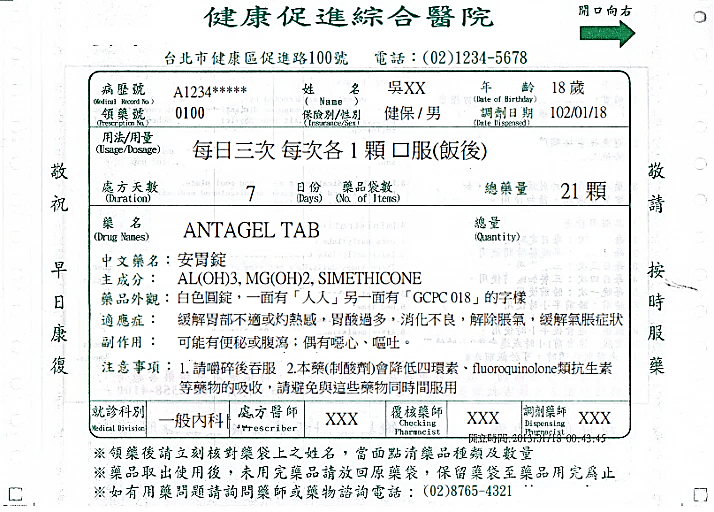 健康促進綜合醫院
開口向右
台北市健康區促進路100號 電話：(02)1234-5678
病歷號 (Medical Record No.) A1234***** 姓名 (Name) 吳XX 年齡 (Date of Birthday) 18歲
領藥號 (Prescription No.) 0100 保險別/性別 (Insurance/Sex) 健保/男 調劑日期 (Date Dispensed) 102/01/18
用法/用量 (Usage/Dosage) 每日三次 每次各1顆 口服(飯後)
處方天數 (Duration) 7 日份 (Days) 藥品袋數 (No. of Items) 總藥量 21顆
藥名 (Drug Names) ANTAGEL TAB 總量 (Quantity)
中文藥名：安胃錠
主成分：AL(OH)3, MG(OH)2, SIMETHICONE
藥品外觀：白色圓錠，一面有「人人」另一面有「GCPC 018」的字樣
適應症：緩解胃部不適或灼熱感，胃酸過多，消化不良，解除脹氣，緩解氣脹症狀
副作用：可能有便秘或腹瀉；偶有噁心、嘔吐。
注意事項：1. 請嚼碎後吞服 2.本藥(制酸劑)會降低四環素、fluoroquinolone類抗生素
等藥物的吸收，請避免與這些藥物同時間服用
就診科別 Medical Division 一般內科 處方醫師 Prescriber XXX 覆核藥師 Checking Pharmacist XXX 調劑藥師 Dispensing Pharmacist XXX
開立時間:2013/01/18 00:43:45
※領藥後請立刻核對藥袋上之姓名，當面點清藥品種類及數量
※藥品取出使用後，未用完藥品請放回原藥袋，保留藥袋至藥品用完為止
※如有用藥問題請詢問藥師或藥物諮詢電話：(02)8765-4321
敬祝 早日康復
敬請 按時服藥